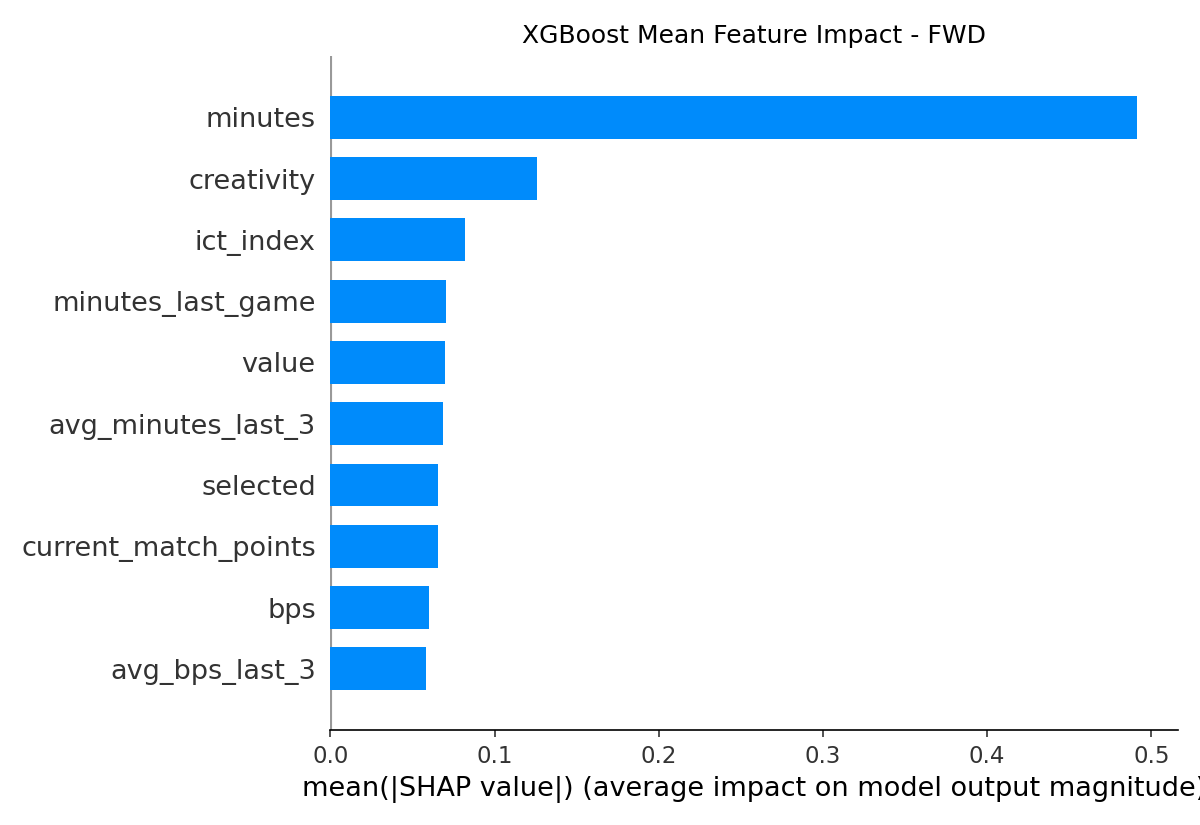 XGBoost Mean Feature Impact - FWD
minutes
creativity
ict_index
minutes_last_game
value
avg_minutes_last_3
selected
current_match_points
bps
avg_bps_last_3
0.0 0.1 0.2 0.3 0.4 0.5
mean(|SHAP value|) (average impact on model output magnitude)